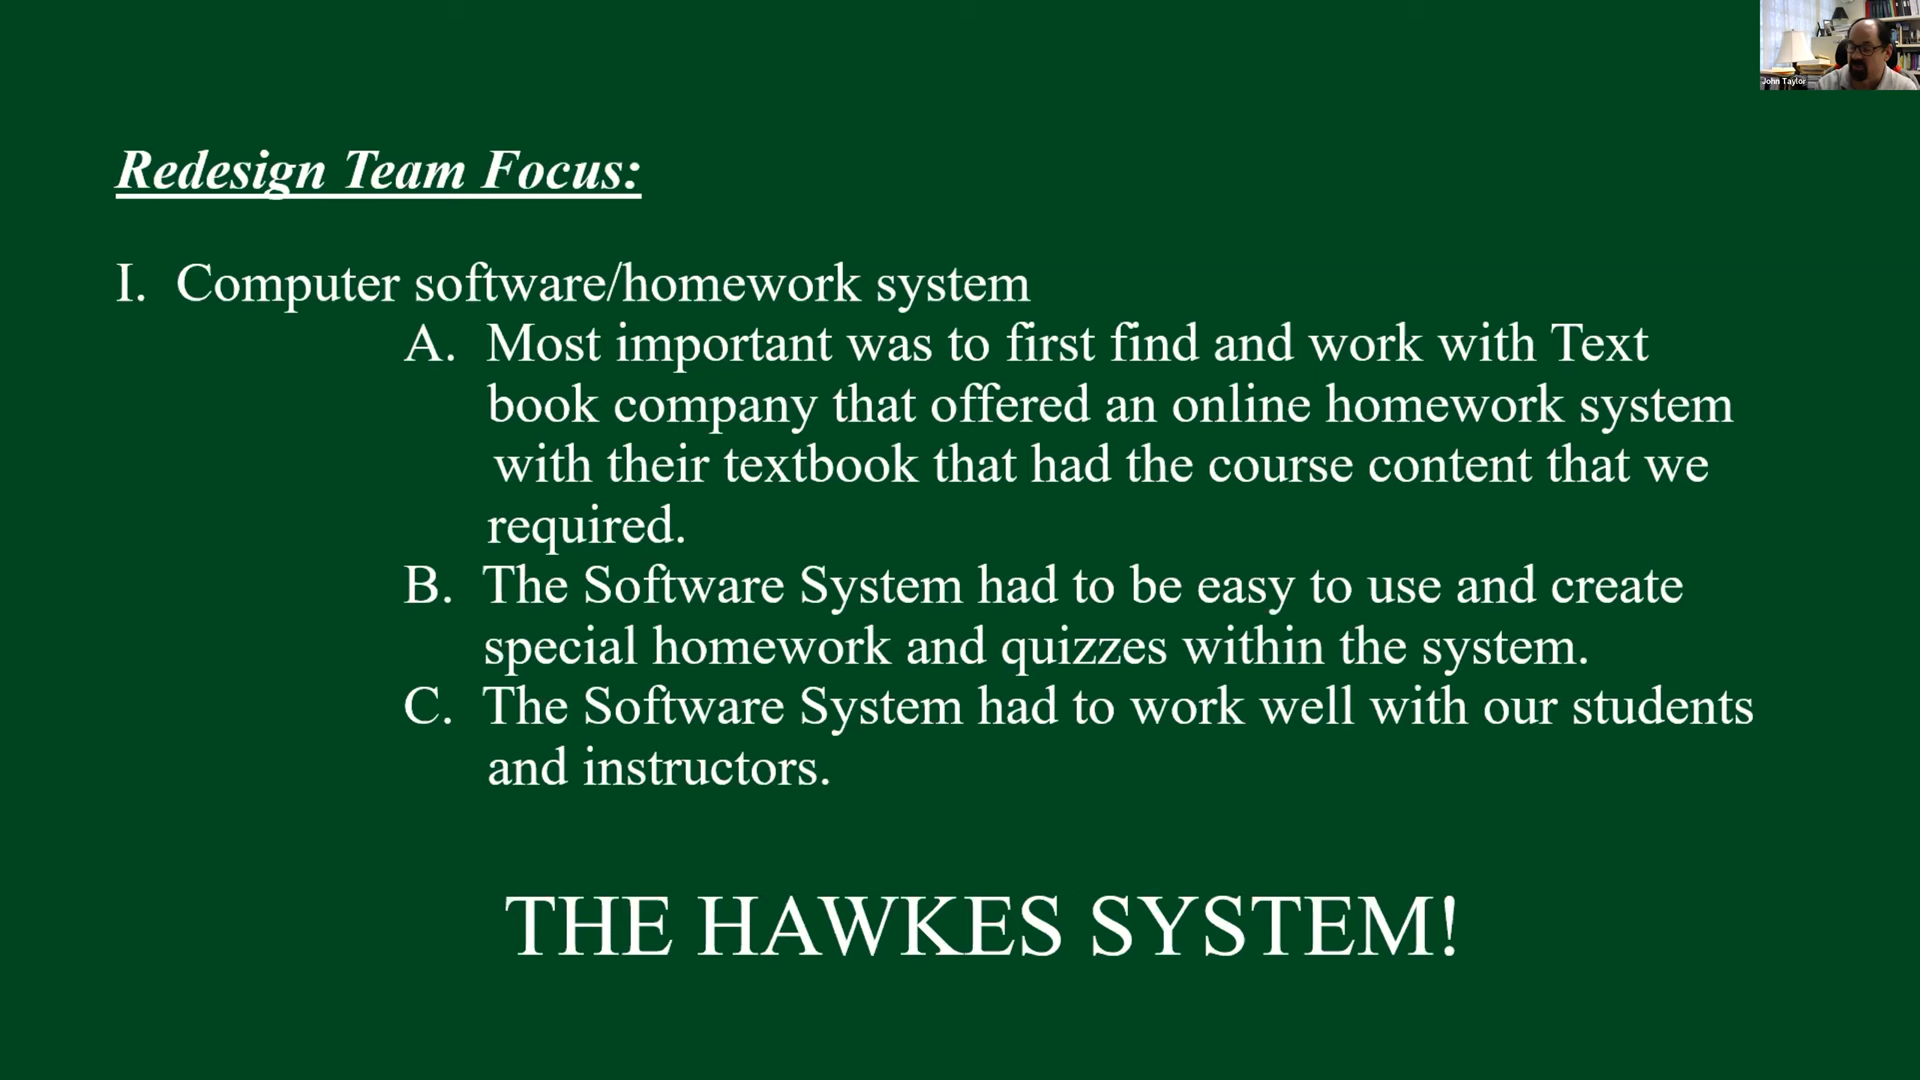 John Taylor
Redesign Team Focus:
I. Computer software/homework system
A. Most important was to first find and work with Text
book company that offered an online homework system
with their textbook that had the course content that we
required.
B. The Software System had to be easy to use and create
special homework and quizzes within the system.
C. The Software System had to work well with our students
and instructors.
THE HAWKES SYSTEM!